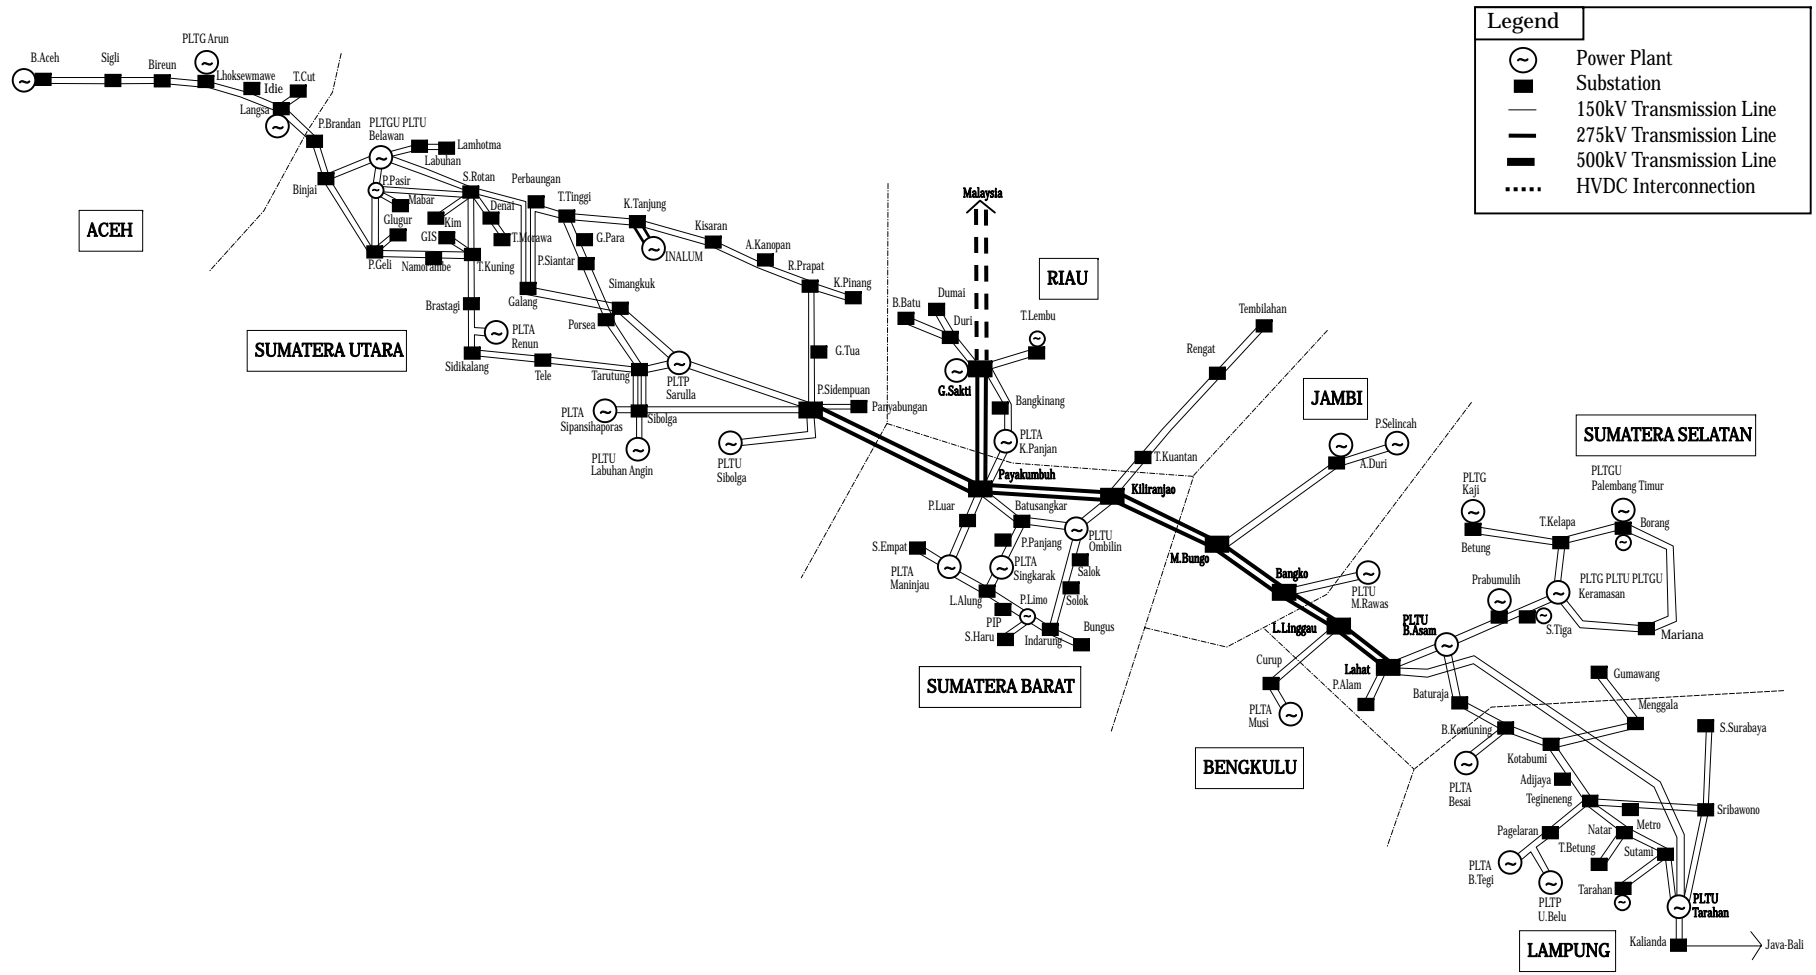 Legend
Power Plant
Substation
150kV Transmission Line
275kV Transmission Line
500kV Transmission Line
HVDC Interconnection
PLTG Arun
B.Aceh
Sigli
Bireun
Lhoksewmawe
Idie
T.Cut
Langsa
P.Brandan
PLTGU PLTU
Belawan
Labuhan
Lamhotma
Binjai
P.Pasir
S.Rotan
Mabar
Glugur
Kim
GIS
Denai
T.Morawa
P.Geli
Namorambe
T.Kuning
Perbaungan
T.Tinggi
K.Tanjung
INALUM
Kisaran
A.Kanopan
R.Prapat
K.Pinang
G.Para
P.Siantar
Simangkuk
Galang
Porsea
Brastagi
PLTA
Renun
Sidikalang
Tele
Tarutung
PLTP
Sarulla
G.Tua
P.Sidempuan
Panyabungan
PLTA
Sipansihaporas
Sibolga
PLTU
Labuhan Angin
PLTU
Sibolga
ACEH
SUMATERA UTARA
Malaysia
RIAU
B.Batu
Dumai
Duri
T.Lembu
G.Sakti
Bangkinang
PLTA
K.Panjan
Payakumbuh
Tembilahan
Rengat
T.Kuantan
Kiliranjao
P.Luar
Batusangkar
PLTU
Ombilin
S.Empat
PLTA
Maninjau
P.Panjang
PLTA
Singkarak
Salok
Solok
L.Alung
P.Limo
PIP
S.Haru
Indarung
Bungus
SUMATERA BARAT
JAMBI
P.Selincah
A.Duri
M.Bungo
Bangko
PLTU
M.Rawas
L.Linggau
Lahat
Curup
PLTA
Musi
P.Alam
BENGKULU
SUMATERA SELATAN
PLTG
Kaji
Betung
PLTGU
Palembang Timur
T.Kelapa
Borang
Prabumulih
PLTG PLTU PLTGU
Keramasan
S.Tiga
Mariana
PLTU
B.Asam
Baturaja
Gumawang
Menggala
B.Kemuning
PLTA
Besai
Kotabumi
S.Surabaya
Adijaya
Tegineneng
Sribawono
Metro
Pagelaran
Natar
T.Betung
Sutami
PLTA
B.Tegi
PLTP
U.Belu
Tarahan
PLTU
Tarahan
Kalianda
Java-Bali
LAMPUNG